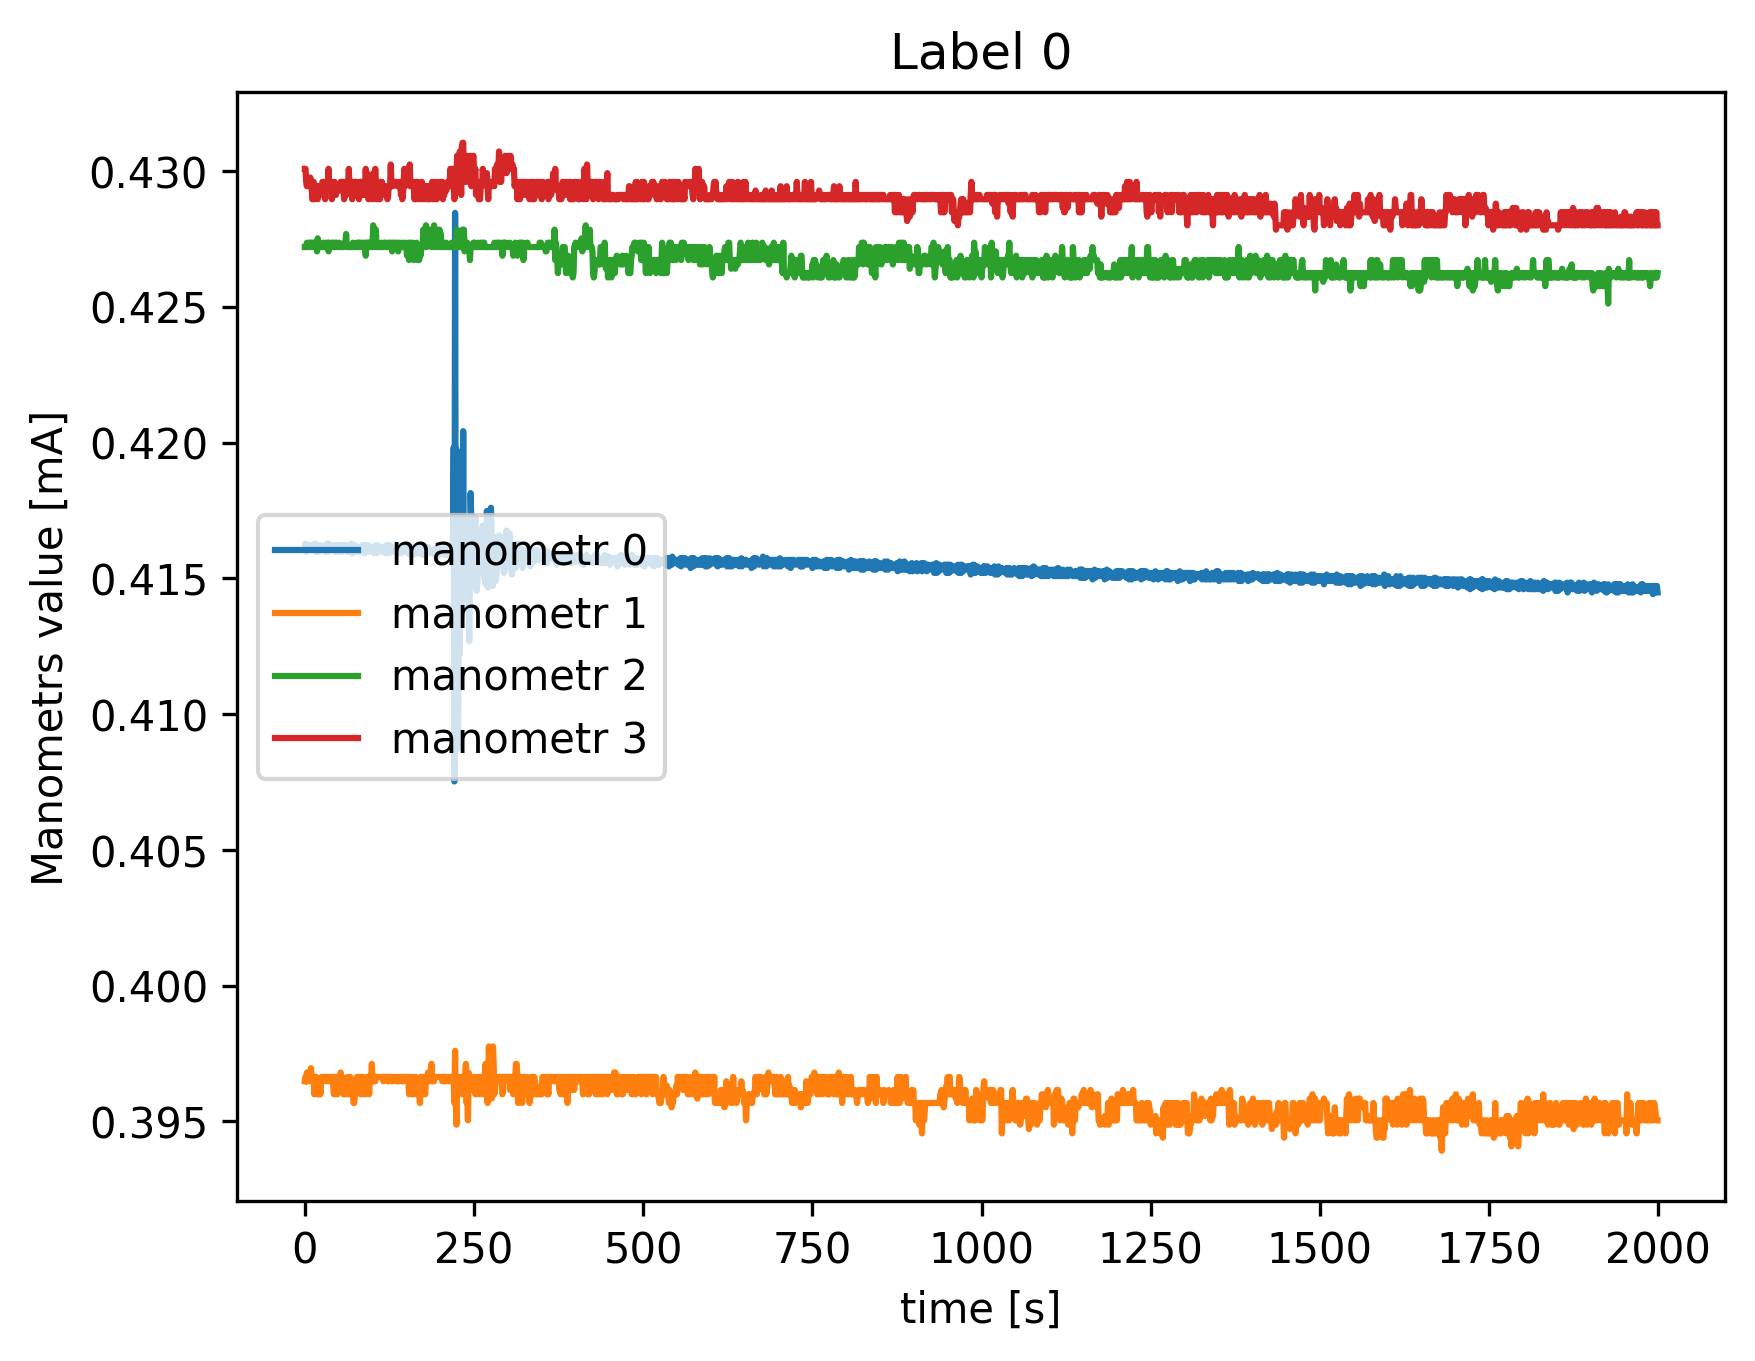 Label 0
Manometrs value [mA]
0.430
0.425
0.420
0.415
0.410
0.405
0.400
0.395
manometr 0
manometr 1
manometr 2
manometr 3
0 250 500 750 1000 1250 1500 1750 2000
time [s]